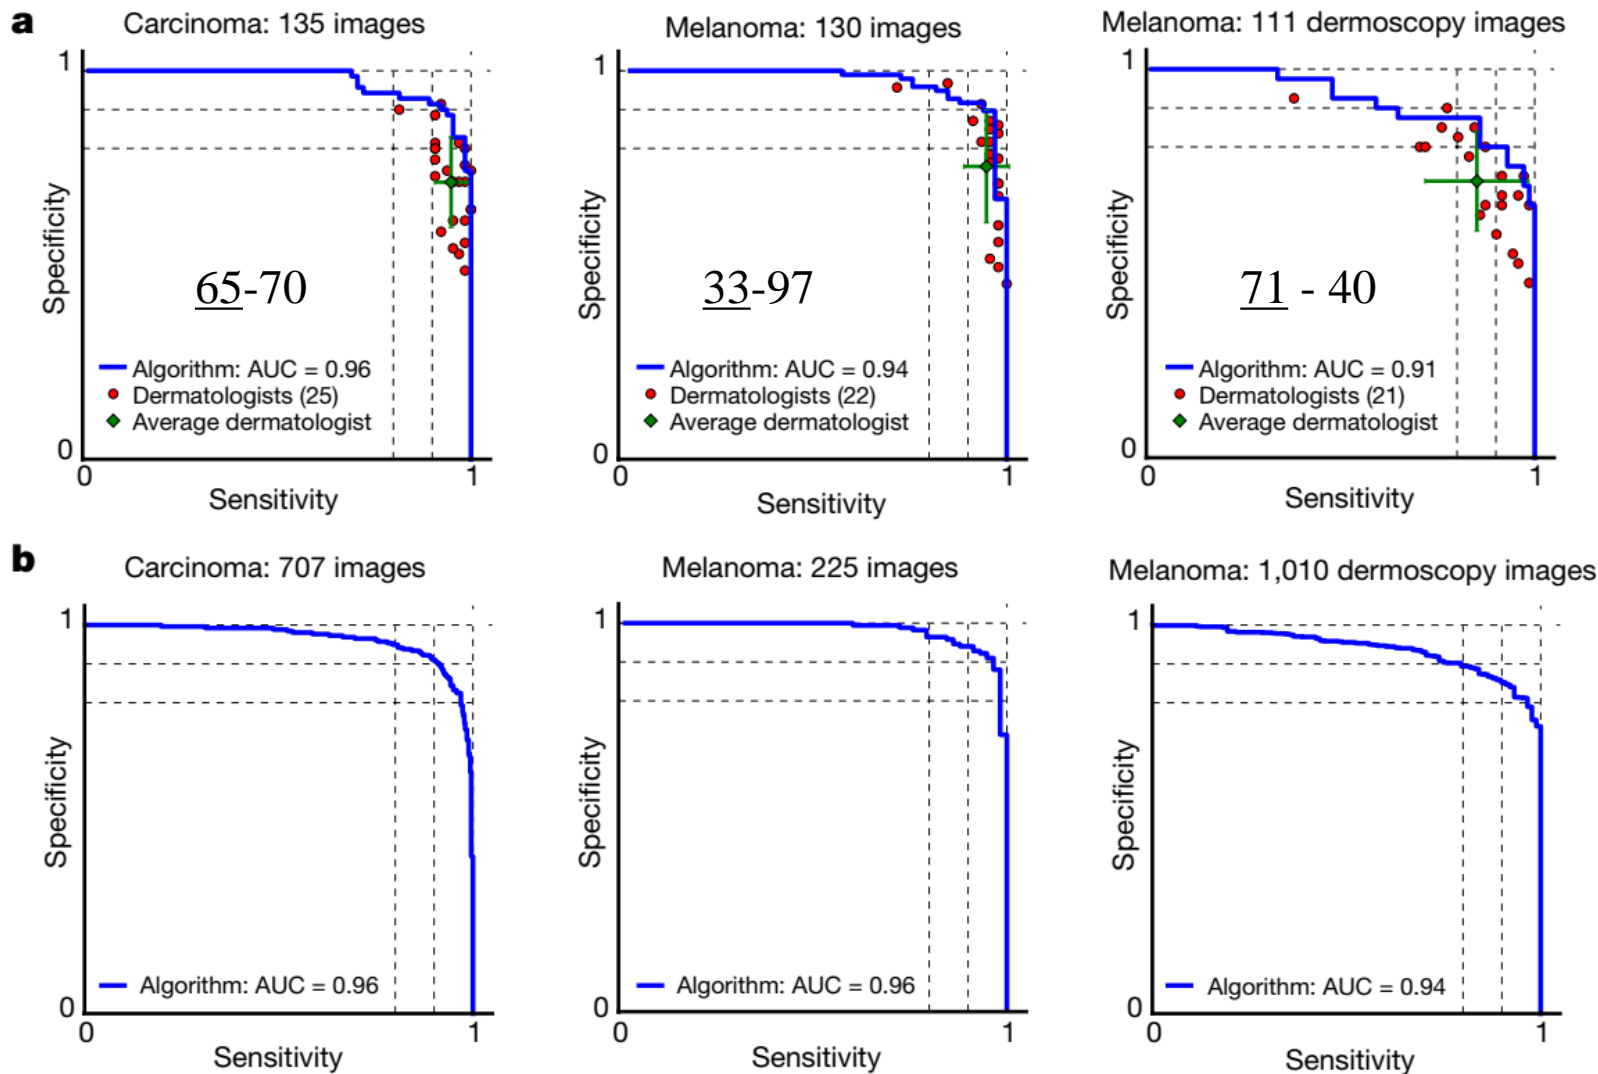 a
Carcinoma: 135 images
1
Specificity
65-70
Algorithm: AUC = 0.96
Dermatologists (25)
Average dermatologist
0
0
1
Sensitivity
Melanoma: 130 images
1
Specificity
33-97
Algorithm: AUC = 0.94
Dermatologists (22)
Average dermatologist
0
0
1
Sensitivity
Melanoma: 111 dermoscopy images
1
Specificity
71 - 40
Algorithm: AUC = 0.91
Dermatologists (21)
Average dermatologist
0
0
1
Sensitivity
b
Carcinoma: 707 images
1
Specificity
Algorithm: AUC = 0.96
0
0
1
Sensitivity
Melanoma: 225 images
1
Specificity
Algorithm: AUC = 0.96
0
0
1
Sensitivity
Melanoma: 1,010 dermoscopy images
1
Specificity
Algorithm: AUC = 0.94
0
0
1
Sensitivity